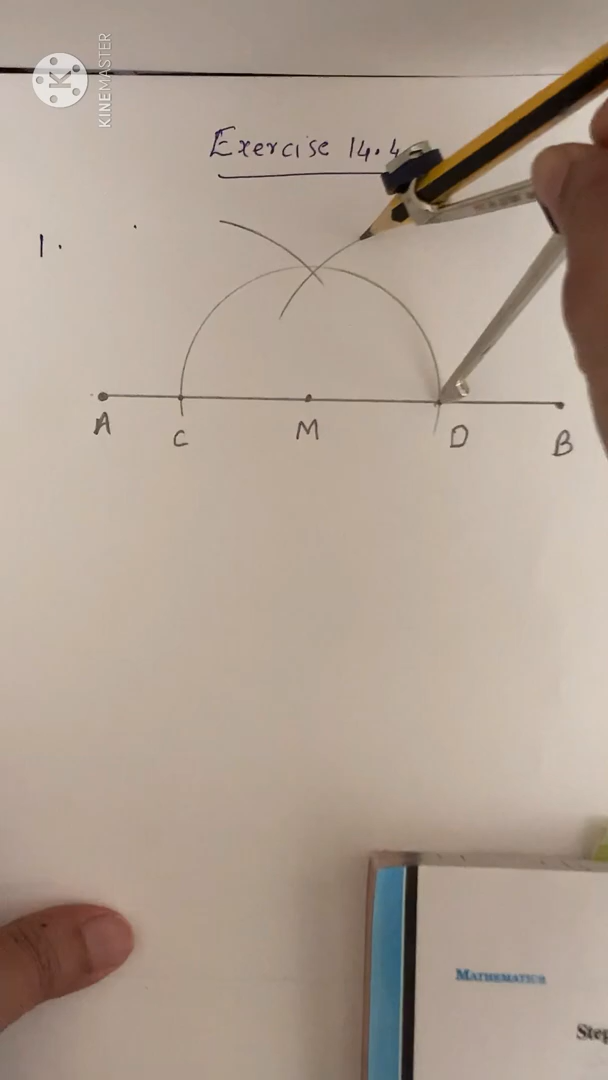 KINEMASTER
Exercise 14.4
1.
A C M D B
MATHEMATICS
Step